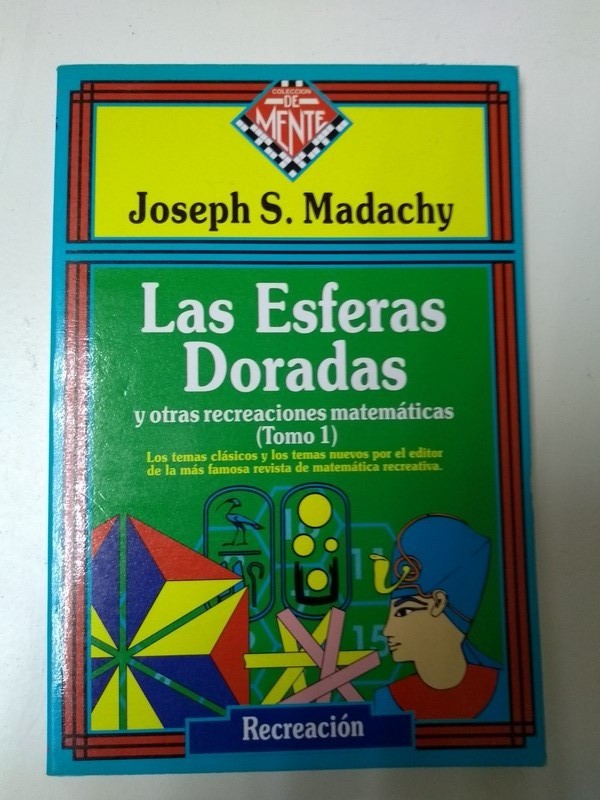 COLECCION
DE
MENTE
Joseph S. Madachy
Las Esferas
Doradas
y otras recreaciones matemáticas
(Tomo 1)
Los temas clásicos y los temas nuevos por el editor
de la más famosa revista de matemática recreativa.
15
Recreación